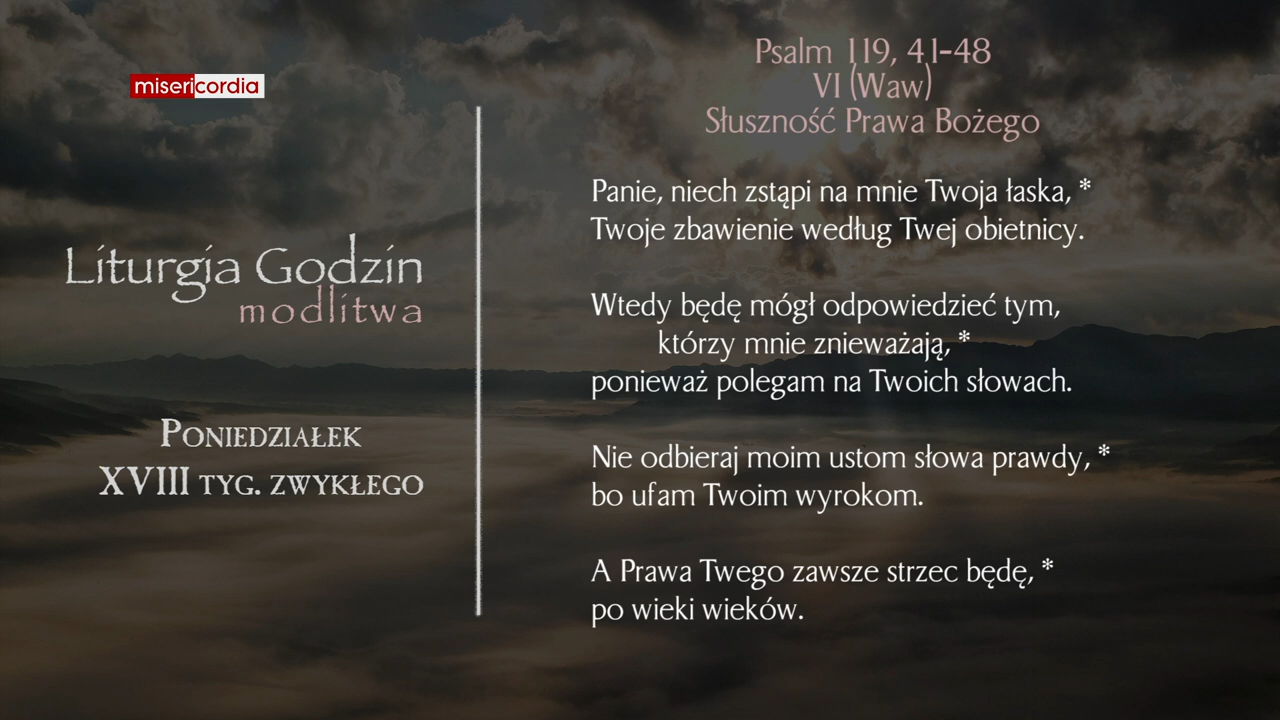 misericordia
Liturgia Godzin
modlitwa
Poniedziałek
XVIII tyg. zwykłego
Psalm 119, 41-48
VI (Waw)
Słuszność Prawa Bożego
Panie, niech zstąpi na mnie Twoja łaska, *
Twoje zbawienie według Twej obietnicy.
Wtedy będę mógł odpowiedzieć tym,
którzy mnie znieważają, *
ponieważ polegam na Twoich słowach.
Nie odbieraj moim ustom słowa prawdy, *
bo ufam Twoim wyrokom.
A Prawa Twego zawsze strzec będę, *
po wieki wieków.